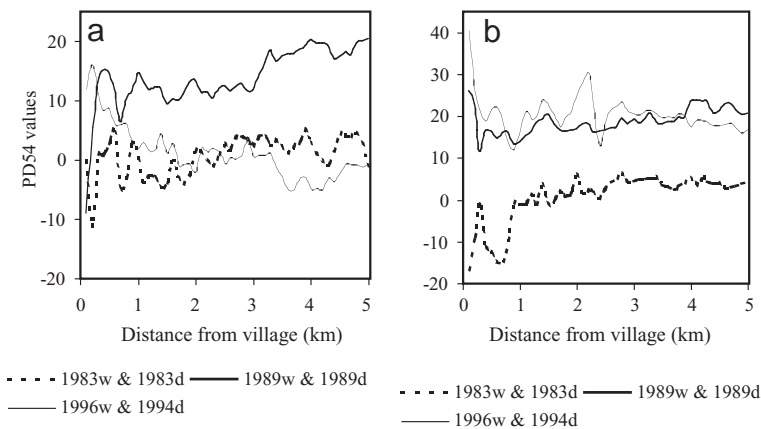 a
b
20
10
0
-10
-20
PD54 values
0 1 2 3 4 5
Distance from village (km)
40
30
20
10
0
-10
-20
0 1 2 3 4 5
Distance from village (km)
1983w & 1983d 1989w & 1989d
1996w & 1994d
1983w & 1983d 1989w & 1989d
1996w & 1994d